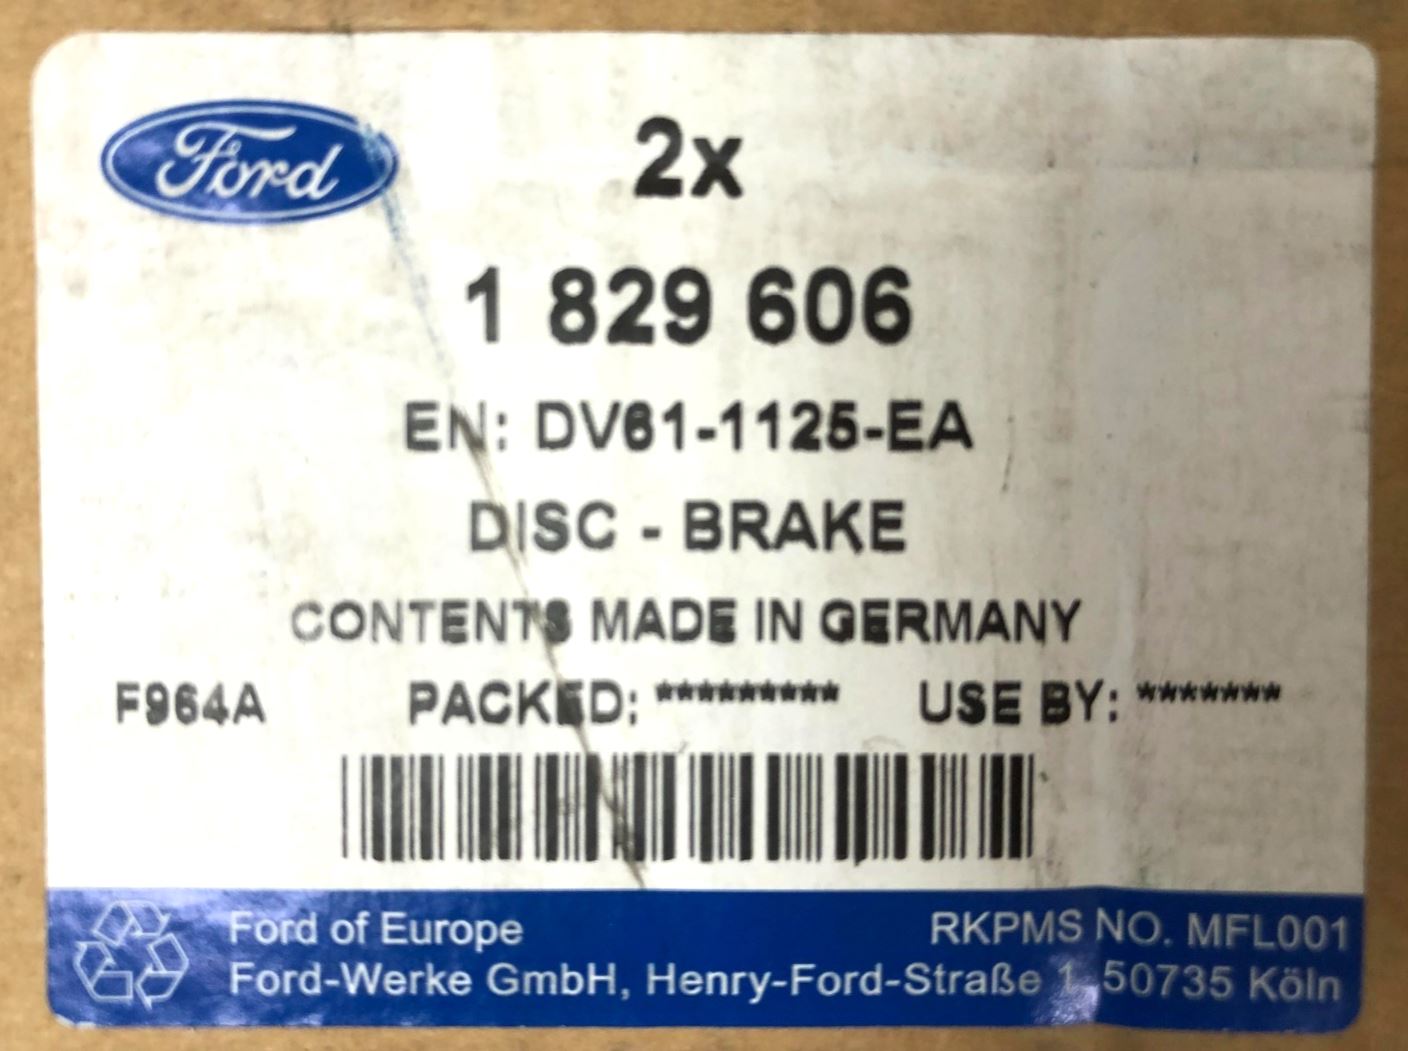 Ford
2x
1 829 606
EN: DV61-1125-EA
DISC - BRAKE
CONTENTS MADE IN GERMANY
F964A PACKED: ********* USE BY: *******
Ford of Europe RKPMS NO. MFL001
Ford-Werke GmbH, Henry-Ford-Straße 1, 50735 Köln